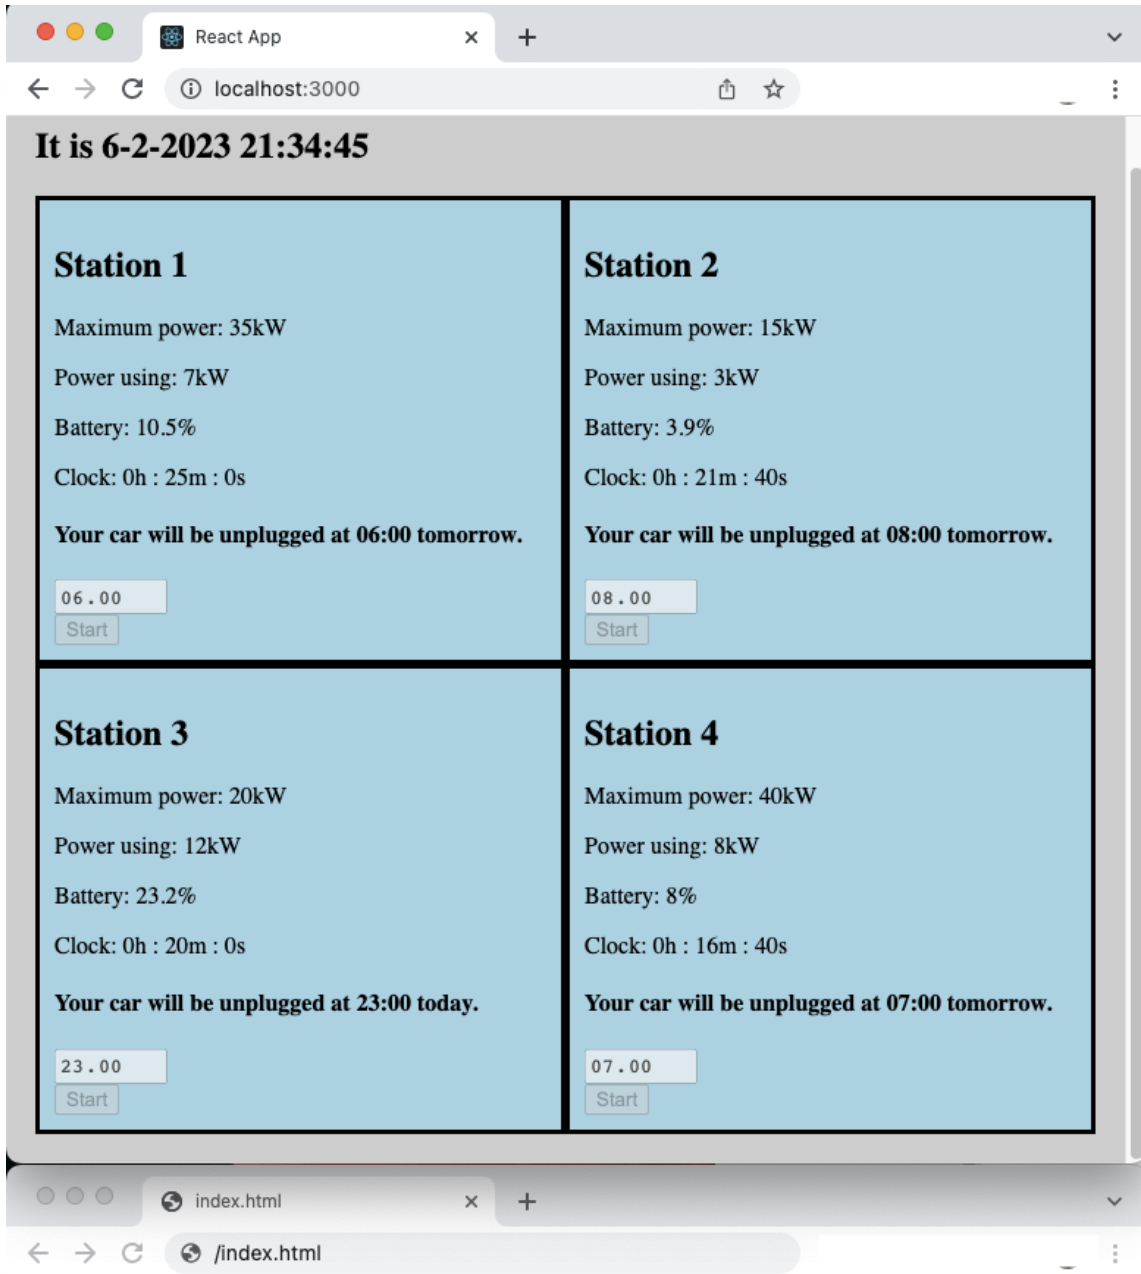 React App
localhost:3000
It is 6-2-2023 21:34:45
Station 1
Maximum power: 35kW
Power using: 7kW
Battery: 10.5%
Clock: 0h : 25m : 0s
Your car will be unplugged at 06:00 tomorrow.
06.00
Start
Station 2
Maximum power: 15kW
Power using: 3kW
Battery: 3.9%
Clock: 0h : 21m : 40s
Your car will be unplugged at 08:00 tomorrow.
08.00
Start
Station 3
Maximum power: 20kW
Power using: 12kW
Battery: 23.2%
Clock: 0h : 20m : 0s
Your car will be unplugged at 23:00 today.
23.00
Start
Station 4
Maximum power: 40kW
Power using: 8kW
Battery: 8%
Clock: 0h : 16m : 40s
Your car will be unplugged at 07:00 tomorrow.
07.00
Start
index.html
/index.html